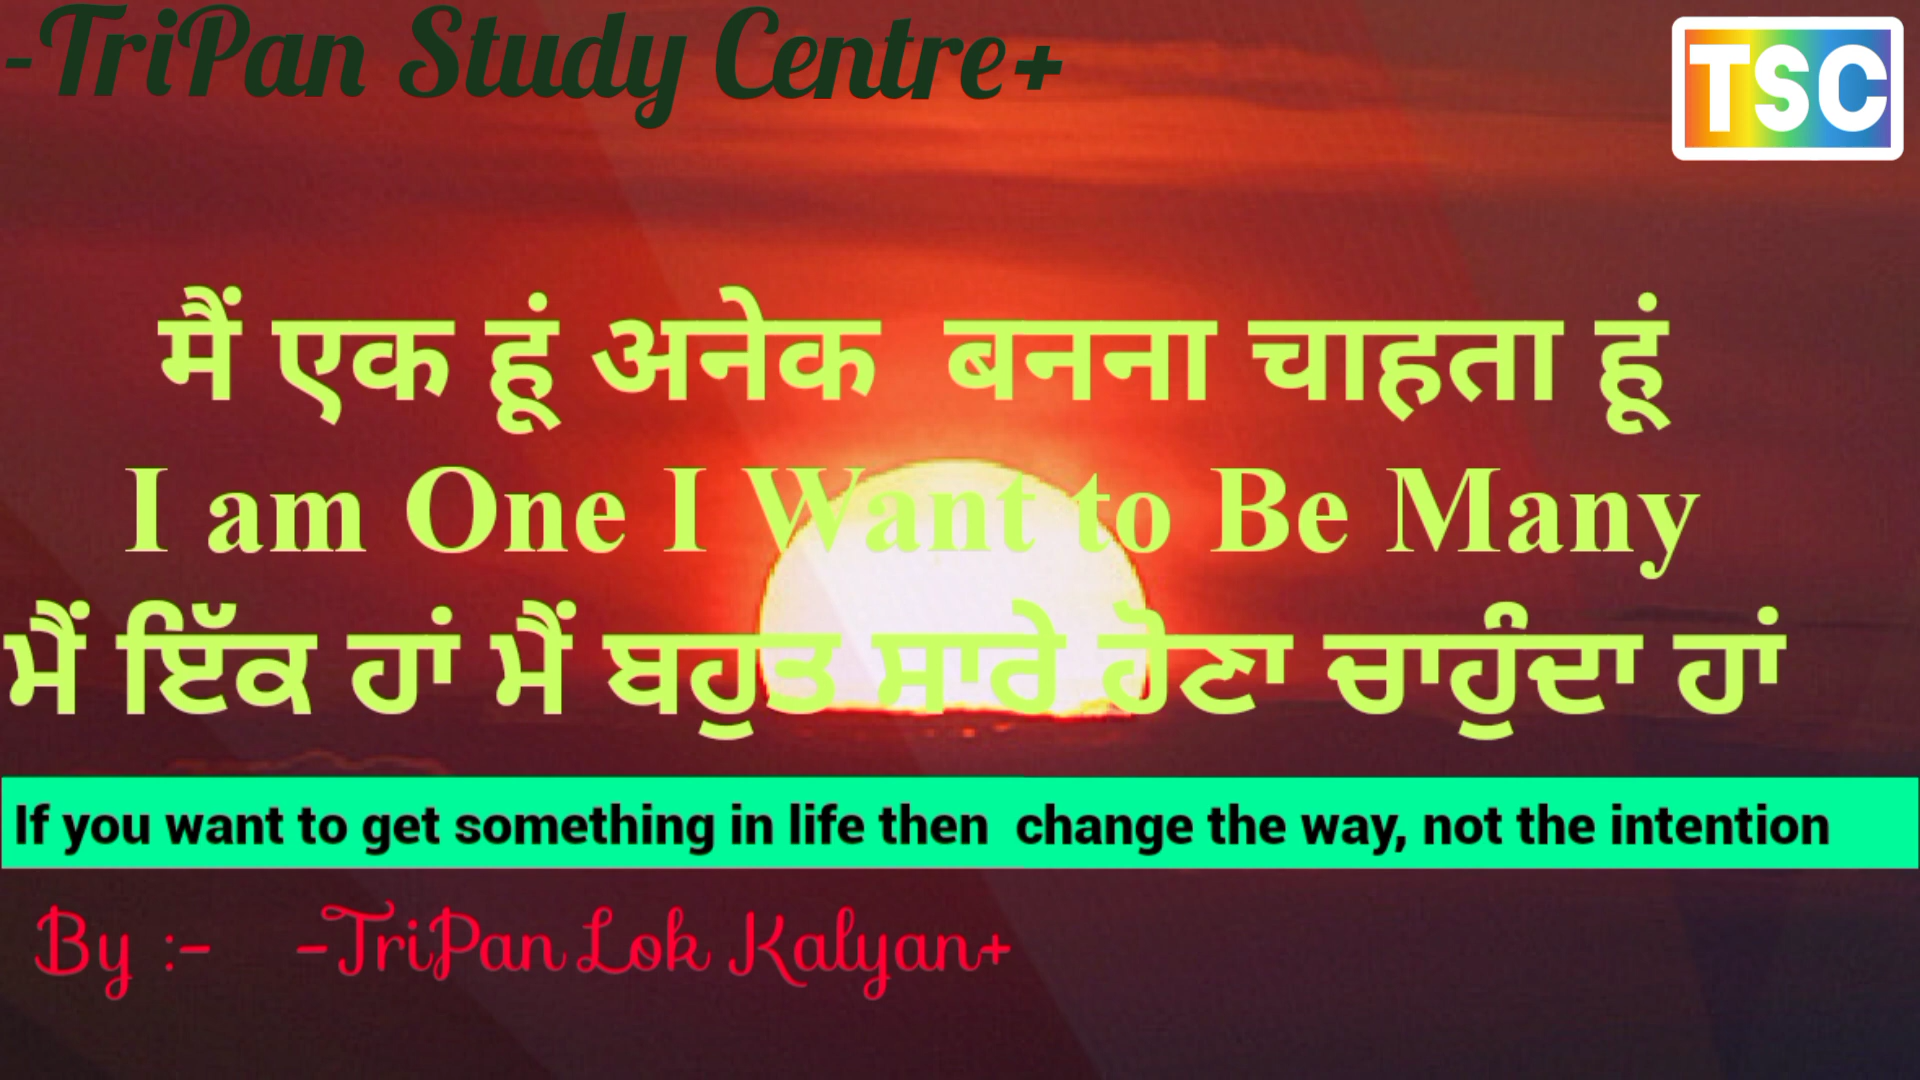 -TriPan Study Centre+
TSC
मैं एक हूं अनेक  बनना चाहता हूं
I am One I Want to Be Many
ਮੈਂ ਇੱਕ ਹਾਂ ਮੈਂ ਬਹੁਤ ਸਾਰੇ ਹੋਣਾ ਚਾਹੁੰਦਾ ਹਾਂ
If you want to get something in life then  change the way, not the intention
By :-    -TriPan Lok Kalyan+